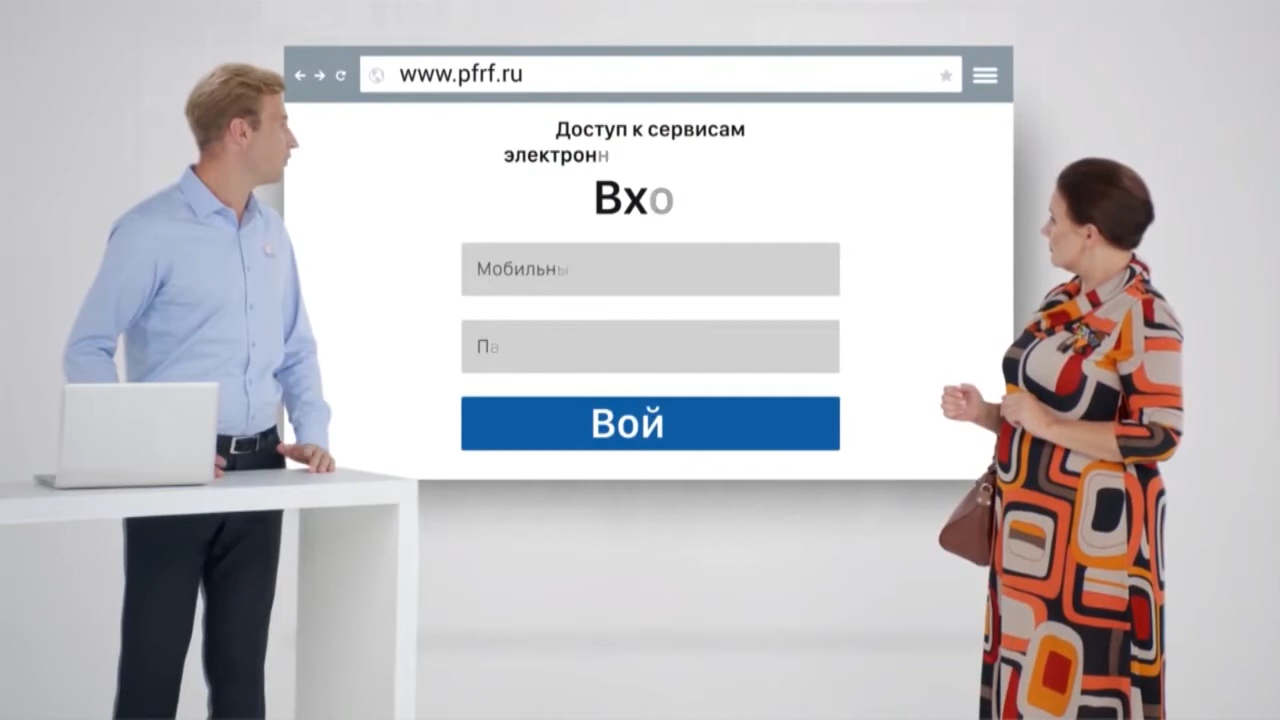 www.pfrf.ru
Доступ к сервисам
электронн
Вхо
Мобильны
Па
Вой